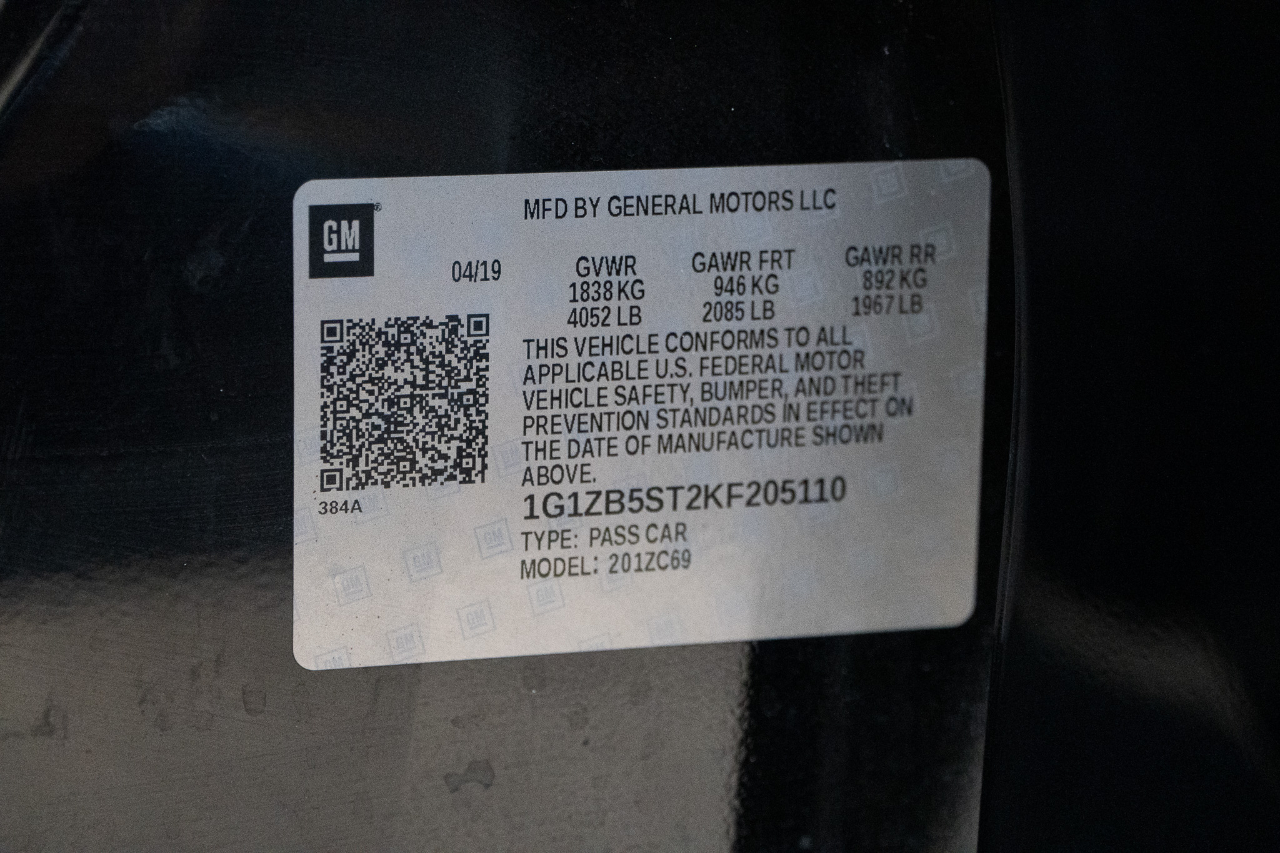 GM
MFD BY GENERAL MOTORS LLC
04/19
GVWR GAWR FRT GAWR RR
1838 KG 946 KG 892 KG
4052 LB 2085 LB 1967 LB
THIS VEHICLE CONFORMS TO ALL
APPLICABLE U.S. FEDERAL MOTOR
VEHICLE SAFETY, BUMPER, AND THEFT
PREVENTION STANDARDS IN EFFECT ON
THE DATE OF MANUFACTURE SHOWN
ABOVE.
384A
1G1ZB5ST2KF205110
TYPE: PASS CAR
MODEL: 201ZC69